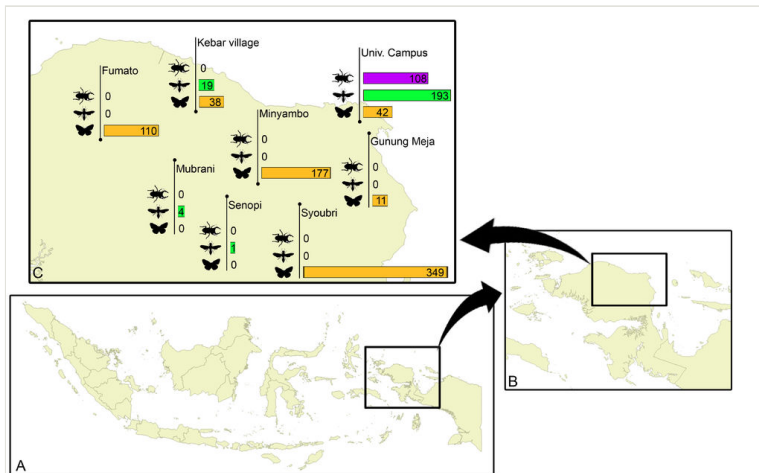 Kebar village
0
19
38
Univ. Campus
108
193
42
Fumato
0
0
110
Minyambo
0
0
177
Gunung Meja
0
0
11
Mubrani
0
4
0
Senopi
0
1
0
Syoubri
0
0
349
C
B
A